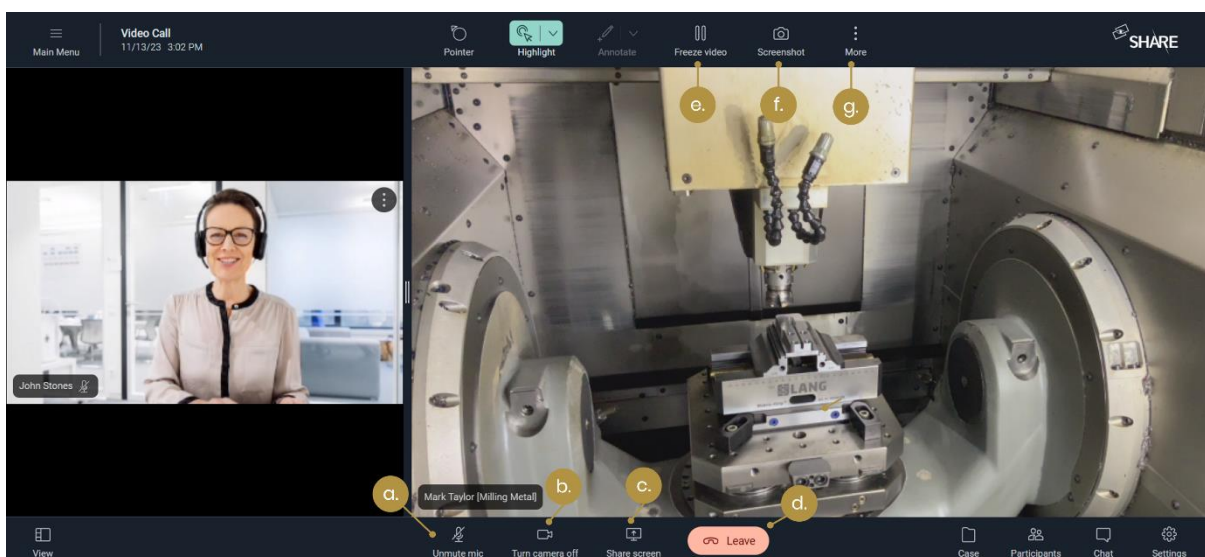 Main Menu
Video Call
11/13/23 3:02 PM
Pointer
Highlight
Annotate
Freeze video
Screenshot
More
SHARE
e.
f.
g.
John Stones
LANG
Mark Taylor [Milling Metal]
a.
b.
c.
d.
View
Unmute mic
Turn camera off
Share screen
Leave
Case
Participants
Chat
Settings